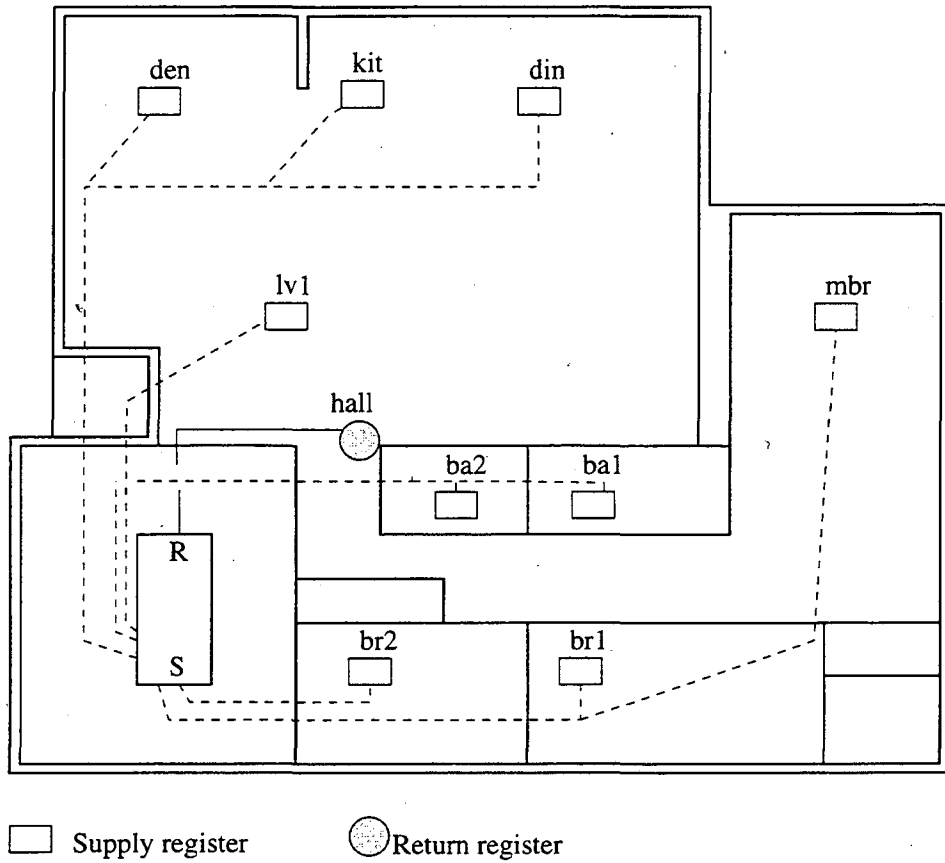 den
kit
din
lv1
mbr
hall
ba2
ba1
R
br2
br1
S
Supply register
Return register